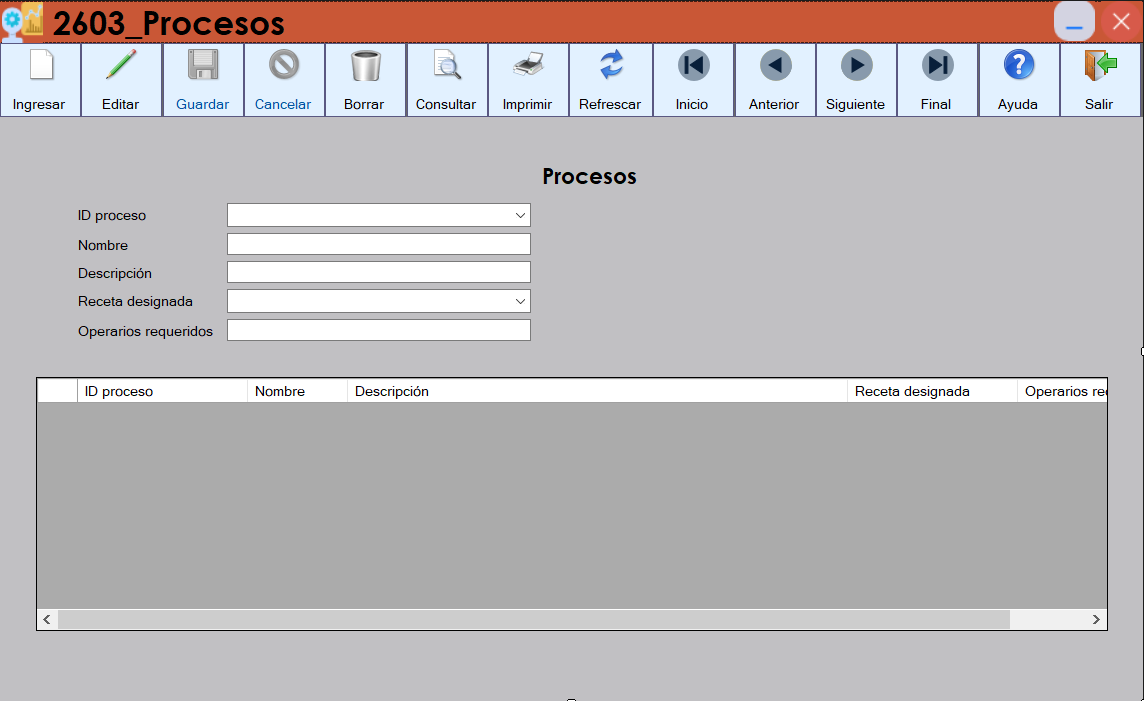 2603_Procesos
Ingresar Editar Guardar Cancelar Borrar Consultar Imprimir Refrescar Inicio Anterior Siguiente Final Ayuda Salir
Procesos
ID proceso
Nombre
Descripción
Receta designada
Operarios requeridos
ID proceso Nombre Descripción Receta designada Operarios re